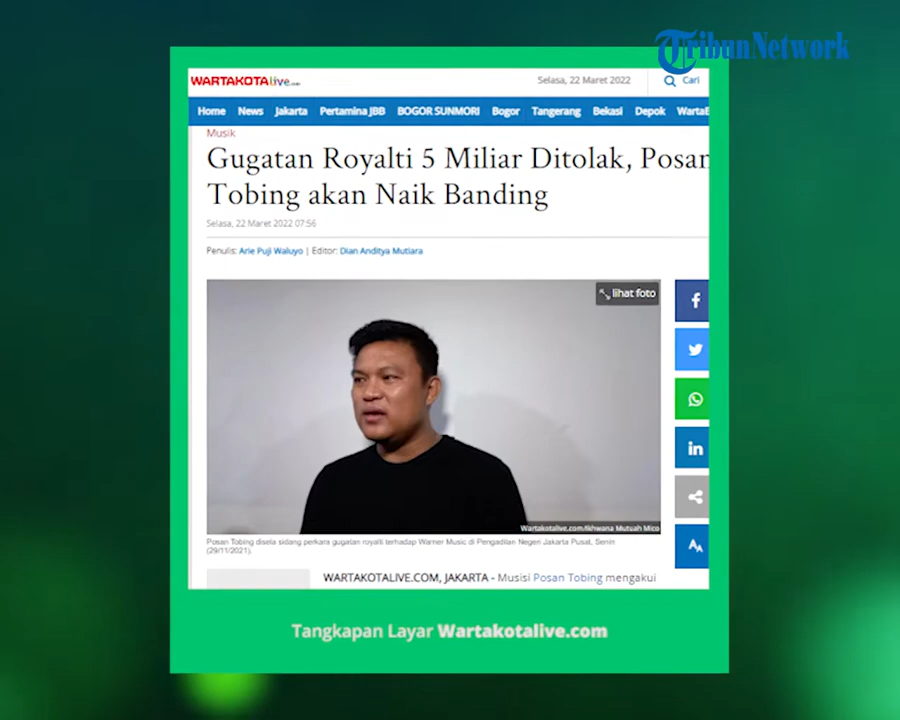 TribunNetwork
WARTAKOTAlive.com
Selasa, 22 Maret 2022
Cari
Home News Jakarta Pertamina JBB BOGOR SUNMORI Bogor Tangerang Bekasi Depok WartaE
Musik
Gugatan Royalti 5 Miliar Ditolak, Posan
Tobing akan Naik Banding
Selasa, 22 Maret 2022 07:56
Penulis: Arie Puji Waluyo | Editor: Dian Anditya Mutiara
lihat foto
Wartakotalive.com/Ikhwana Mutuah Mico
Posan Tobing disela sidang perkara gugatan royalti terhadap Warner Music di Pengadilan Negeri Jakarta Pusat, Senin
(29/11/2021).
WARTAKOTALIVE.COM, JAKARTA - Musisi Posan Tobing mengakui
Tangkapan Layar Wartakotalive.com